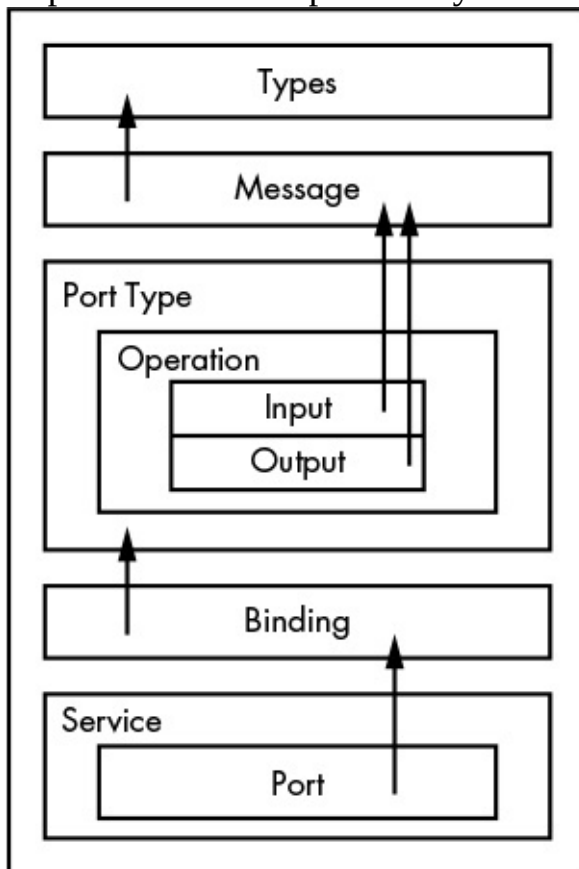 Types
Message
Port Type
Operation
Input
Output
Binding
Service
Port